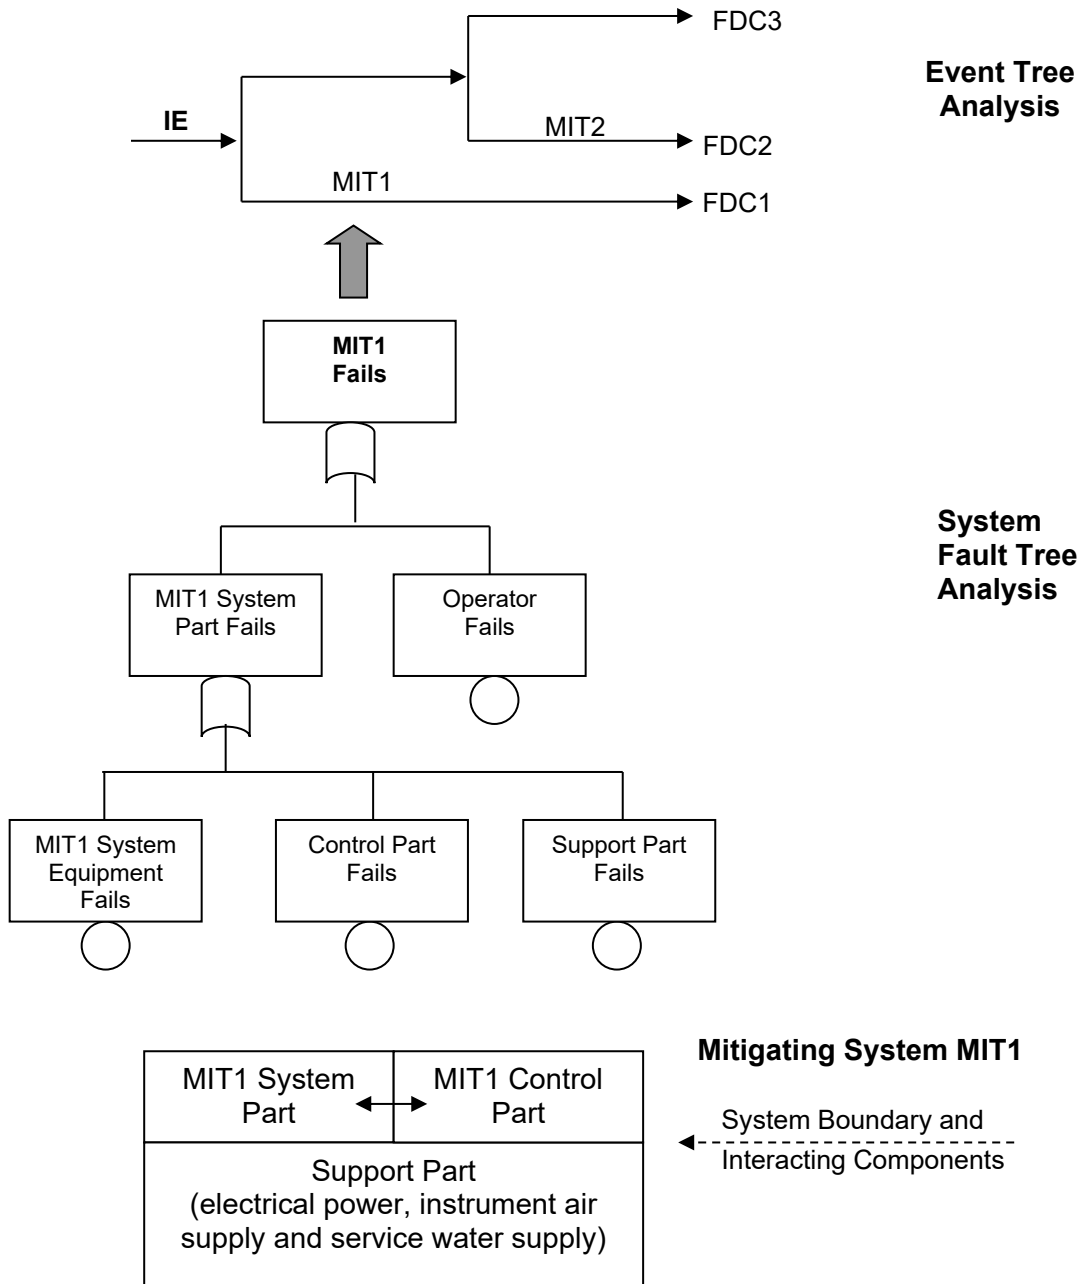 FDC3
Event Tree
Analysis
IE
MIT2
FDC2
MIT1
FDC1
MIT1
Fails
System
Fault Tree
Analysis
MIT1 System
Part Fails
Operator
Fails
MIT1 System
Equipment
Fails
Control Part
Fails
Support Part
Fails
Mitigating System MIT1
MIT1 System
Part
MIT1 Control
Part
System Boundary and
Interacting Components
Support Part
(electrical power, instrument air
supply and service water supply)